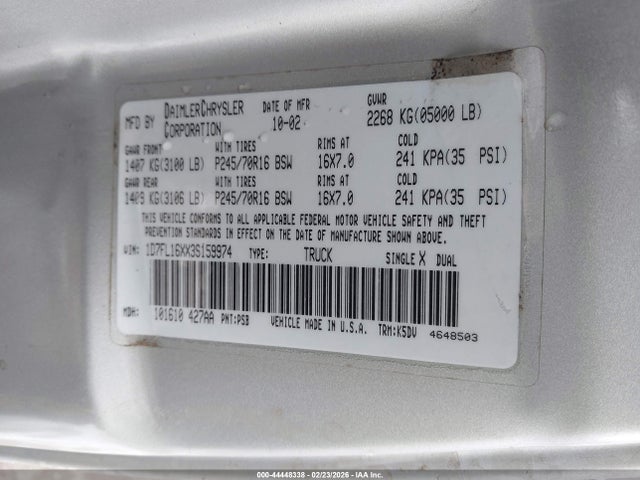 MFD BY DAIMLERCHRYSLER CORPORATION DATE OF MFR 10-02 GVWR 2268 KG(05000 LB)
GAWR FRONT WITH TIRES RIMS AT COLD
1407 KG(3100 LB) P245/70R16 BSW 16X7.0 241 KPA(35 PSI)
GAWR REAR WITH TIRES RIMS AT COLD
1409 KG(3106 LB) P245/70R16 BSW 16X7.0 241 KPA(35 PSI)
THIS VEHICLE CONFORMS TO ALL APPLICABLE FEDERAL MOTOR VEHICLE SAFETY AND THEFT
PREVENTION STANDARDS IN EFFECT ON THE DATE OF MANUFACTURE SHOWN ABOVE.
VIN: 1D7FL16XX3S159974 TYPE: TRUCK SINGLE X DUAL
MDH: 101610 427AA PNT:PSB VEHICLE MADE IN U.S.A. TRM:K5DV 4648503
000-44448338 - 02/23/2026 - IAA Inc.